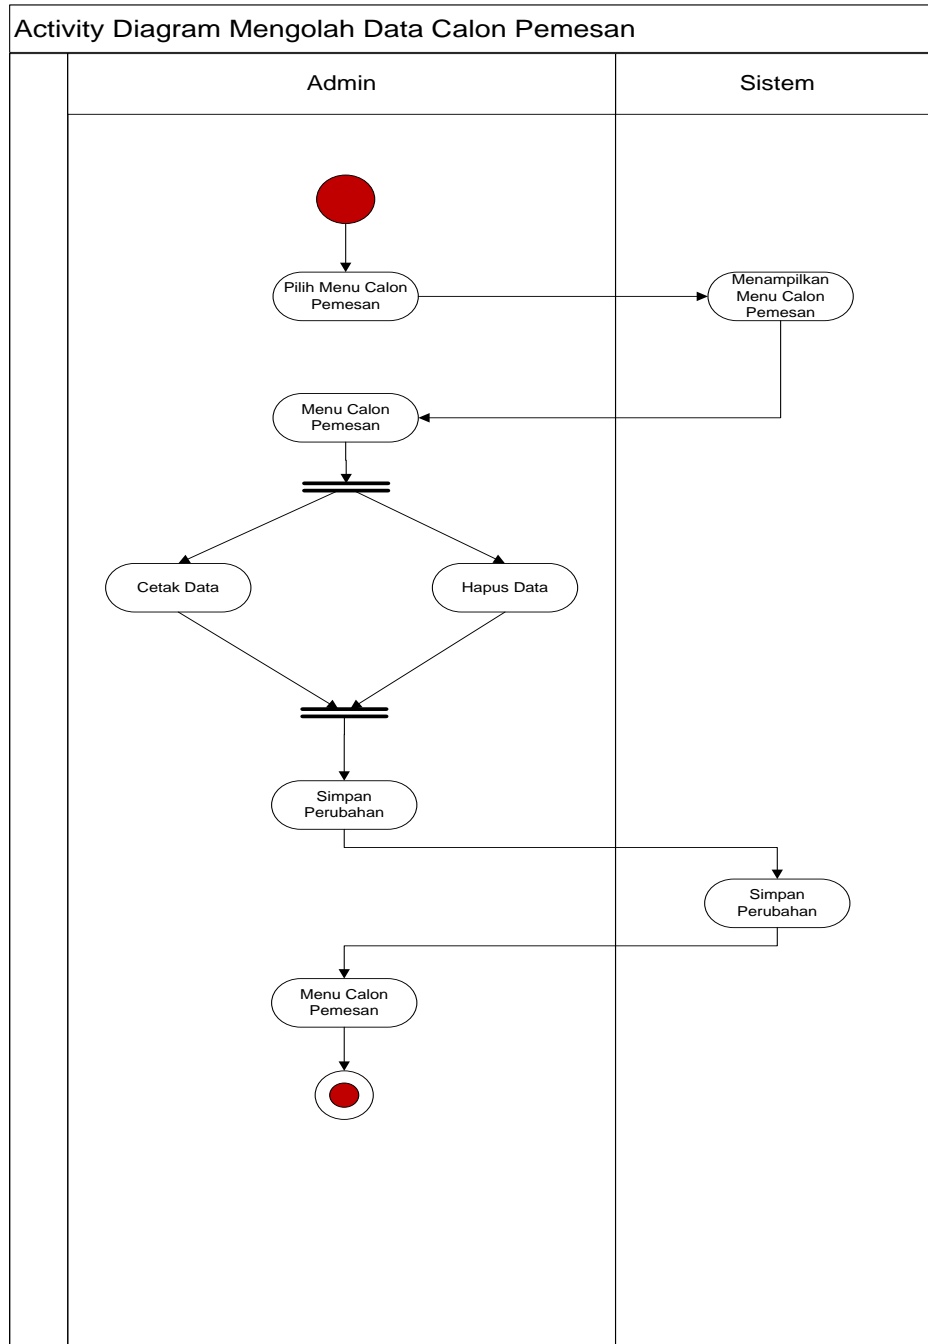 Activity Diagram Mengolah Data Calon Pemesan
Admin
Sistem
Pilih Menu Calon
Pemesan
Menampilkan
Menu Calon
Pemesan
Menu Calon
Pemesan
Cetak Data
Hapus Data
Simpan
Perubahan
Simpan
Perubahan
Menu Calon
Pemesan